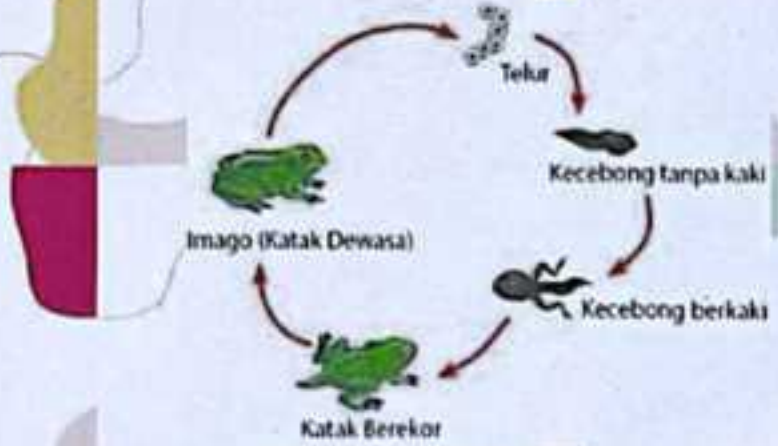 Telur
Kecebong tanpa kaki
Kecebong berkaki
Katak Berekor
Imago (Katak Dewasa)